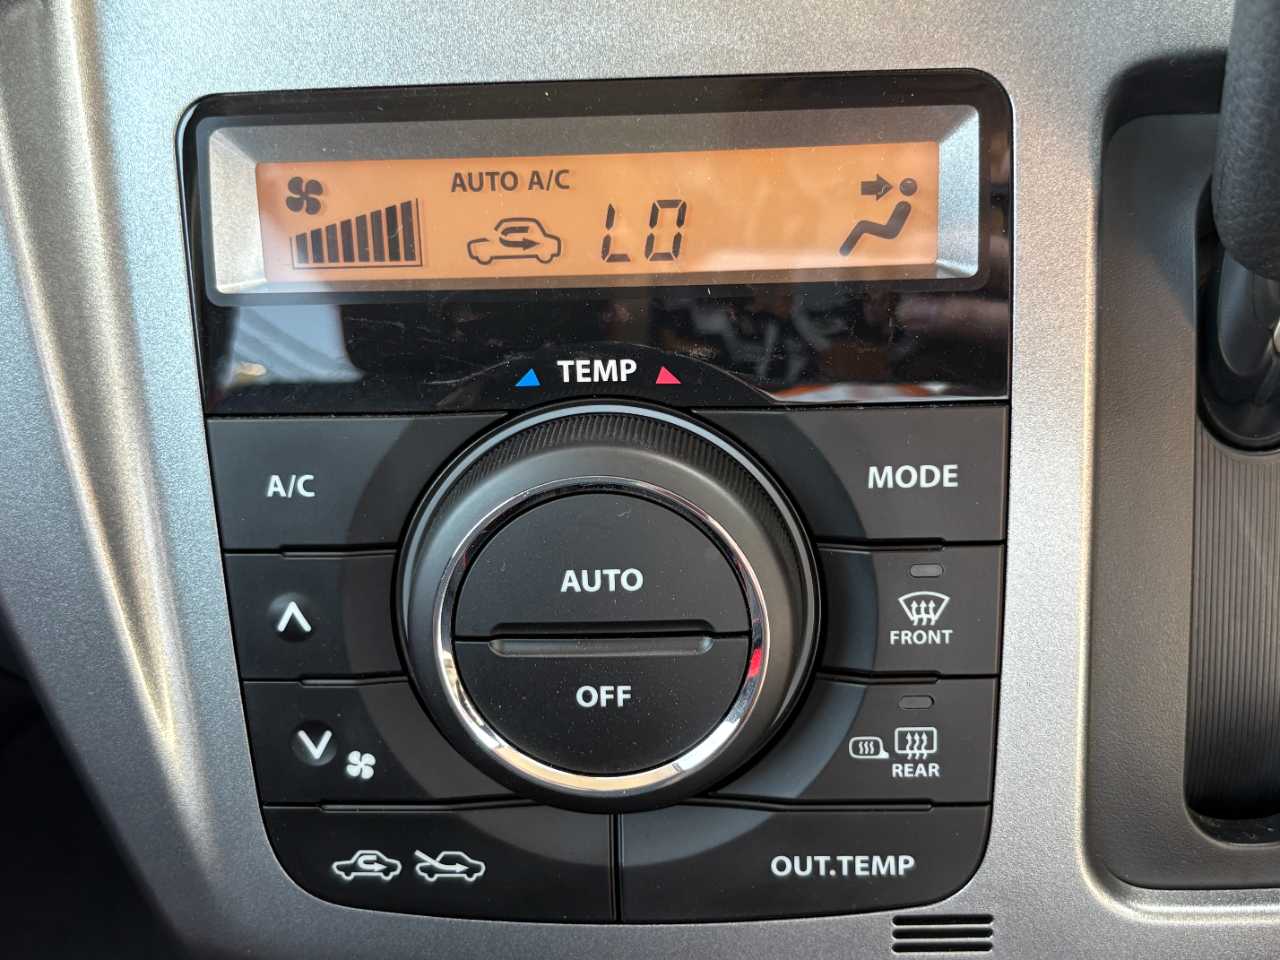 AUTO A/C
LO
TEMP
A/C
MODE
AUTO
FRONT
OFF
REAR
OUT.TEMP